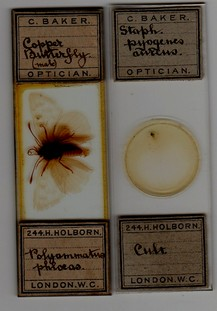 C. BAKER.
Copper
Butterfly.
(male)
OPTICIAN.
244, H. HOLBORN,
Polyommatus
phloeas.
LONDON. W.C.
C. BAKER.
Staph.
pyogenes
aureus.
OPTICIAN.
244, H. HOLBORN,
Cult
LONDON. W.C.